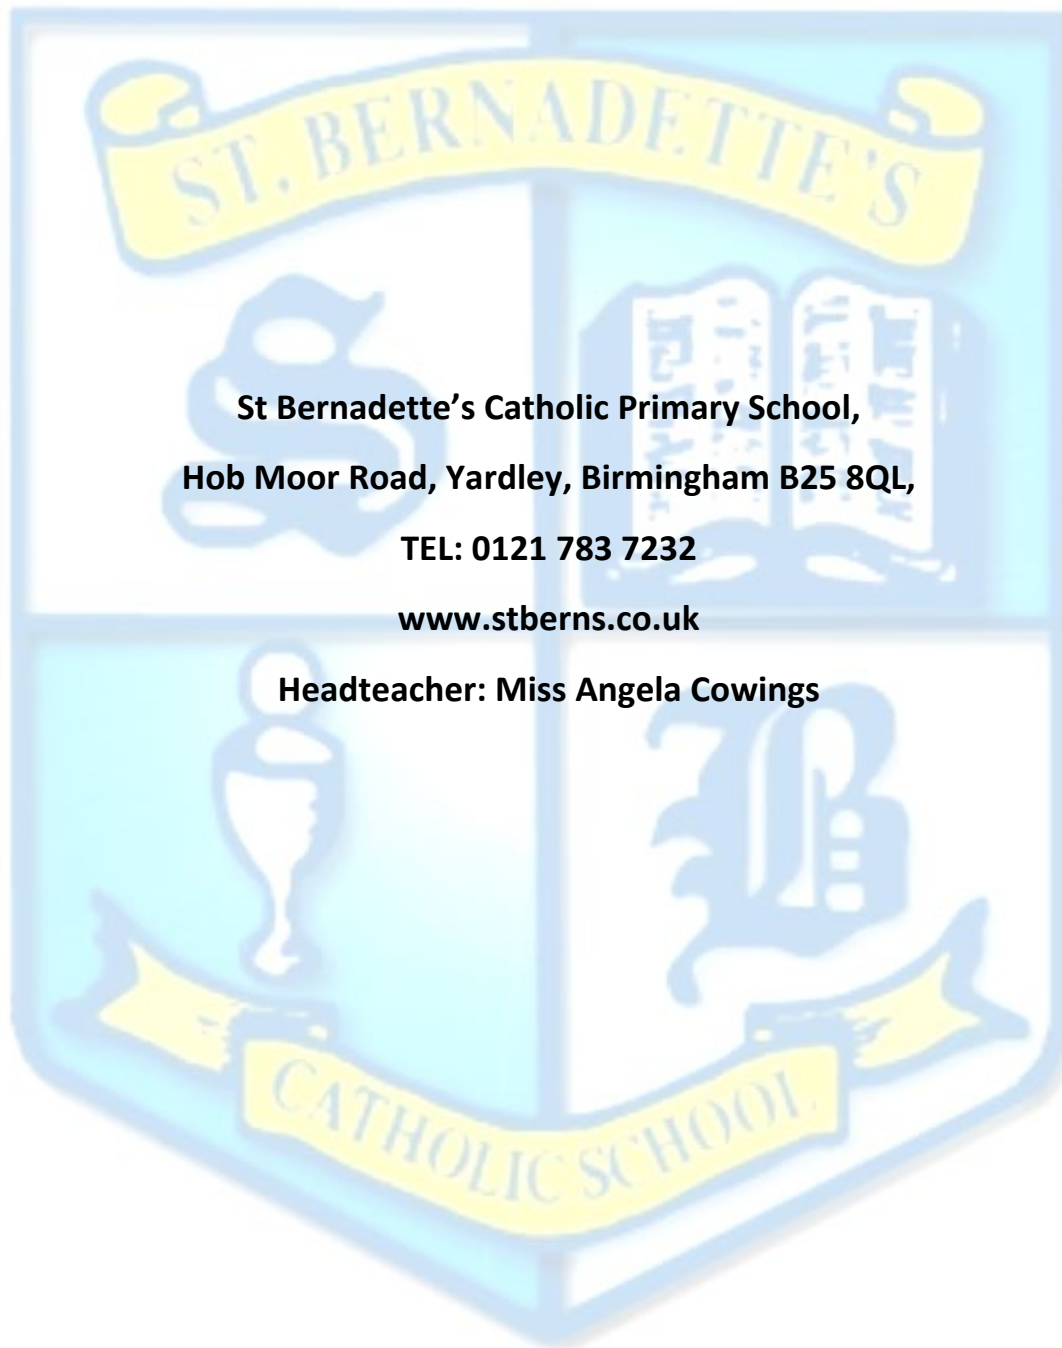 ST. BERNADETTE'S
S
St Bernadette’s Catholic Primary School,
Hob Moor Road, Yardley, Birmingham B25 8QL,
TEL: 0121 783 7232
www.stberns.co.uk
Headteacher: Miss Angela Cowings
B
CATHOLIC SCHOOL